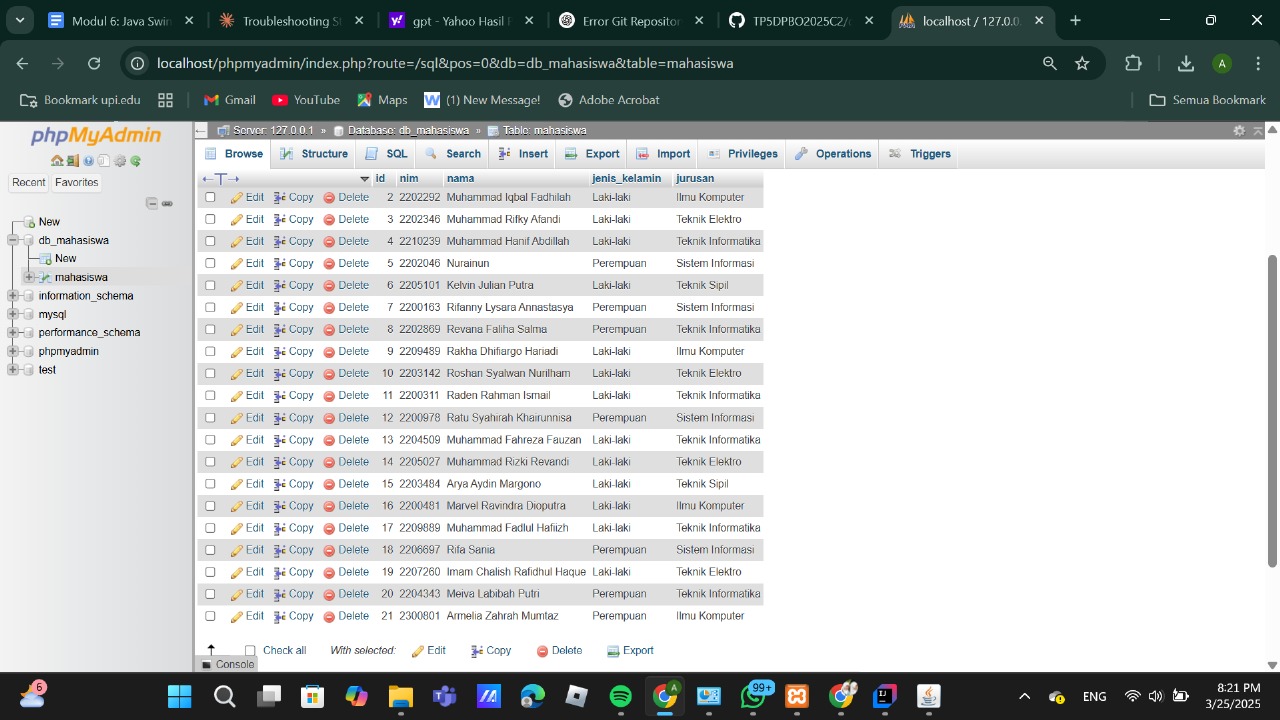 Modul 6: Java Swin
Troubleshooting St
gpt - Yahoo Hasil
Error Git Repositor
TP5DPBO2025C2/
localhost / 127.0.0.
localhost/phpmyadmin/index.php?route=/sql&pos=0&db=db_mahasiswa&table=mahasiswa
A
Bookmark upi.edu
Gmail
YouTube
Maps
(1) New Message!
Adobe Acrobat
Semua Bookmark
phpMyAdmin
Recent Favorites
New
db_mahasiswa
New
mahasiswa
information_schema
mysql
performance_schema
phpmyadmin
test
Server: 127.0.0.1 » Database: db_mahasiswa » Table: mahasiswa
Browse Structure SQL Search Insert Export Import Privileges Operations Triggers
id nim nama jenis_kelamin jurusan
Edit Copy Delete 2 2202292 Muhammad Iqbal Fadhilah Laki-laki Ilmu Komputer
Edit Copy Delete 3 2202346 Muhammad Rifky Afandi Laki-laki Teknik Elektro
Edit Copy Delete 4 2210239 Muhammad Hanif Abdillah Laki-laki Teknik Informatika
Edit Copy Delete 5 2202046 Nurainun Perempuan Sistem Informasi
Edit Copy Delete 6 2205101 Kelvin Julian Putra Laki-laki Teknik Sipil
Edit Copy Delete 7 2200163 Rifanny Lysara Annastasya Perempuan Sistem Informasi
Edit Copy Delete 8 2202869 Revana Faliha Salma Perempuan Teknik Informatika
Edit Copy Delete 9 2209489 Rakha Dhifiargo Hariadi Laki-laki Ilmu Komputer
Edit Copy Delete 10 2203142 Roshan Syalwan Nurilham Laki-laki Teknik Elektro
Edit Copy Delete 11 2200311 Raden Rahman Ismail Laki-laki Teknik Informatika
Edit Copy Delete 12 2200978 Ratu Syahirah Khairunnisa Perempuan Sistem Informasi
Edit Copy Delete 13 2204509 Muhammad Fahreza Fauzan Laki-laki Teknik Informatika
Edit Copy Delete 14 2205027 Muhammad Rizki Revandi Laki-laki Teknik Elektro
Edit Copy Delete 15 2203484 Arya Aydin Margono Laki-laki Teknik Sipil
Edit Copy Delete 16 2200481 Marvel Ravindra Dioputra Laki-laki Ilmu Komputer
Edit Copy Delete 17 2209889 Muhammad Fadlul Hafiizh Laki-laki Teknik Informatika
Edit Copy Delete 18 2206697 Rifa Sania Perempuan Sistem Informasi
Edit Copy Delete 19 2207260 Imam Chalish Rafidhul Haque Laki-laki Teknik Elektro
Edit Copy Delete 20 2204343 Meiva Labibah Putri Perempuan Teknik Informatika
Edit Copy Delete 21 2300801 Armelia Zahrah Mumtaz Perempuan Ilmu Komputer
Check all With selected: Edit Copy Delete Export
Console
6
99+
ENG
8:21 PM
3/25/2025